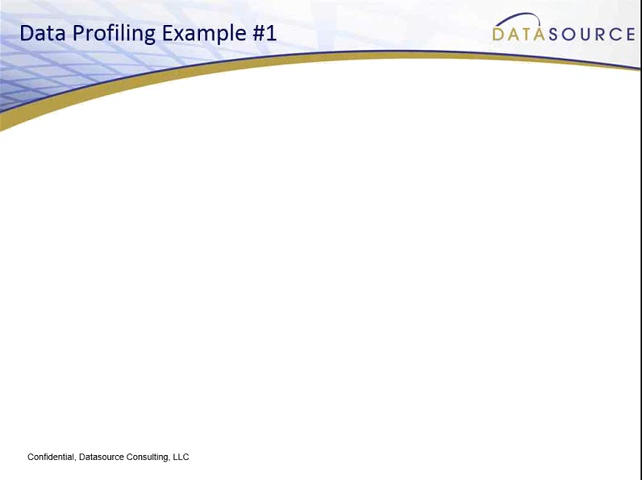 Data Profiling Example #1
DATASOURCE
Confidential, Datasource Consulting, LLC